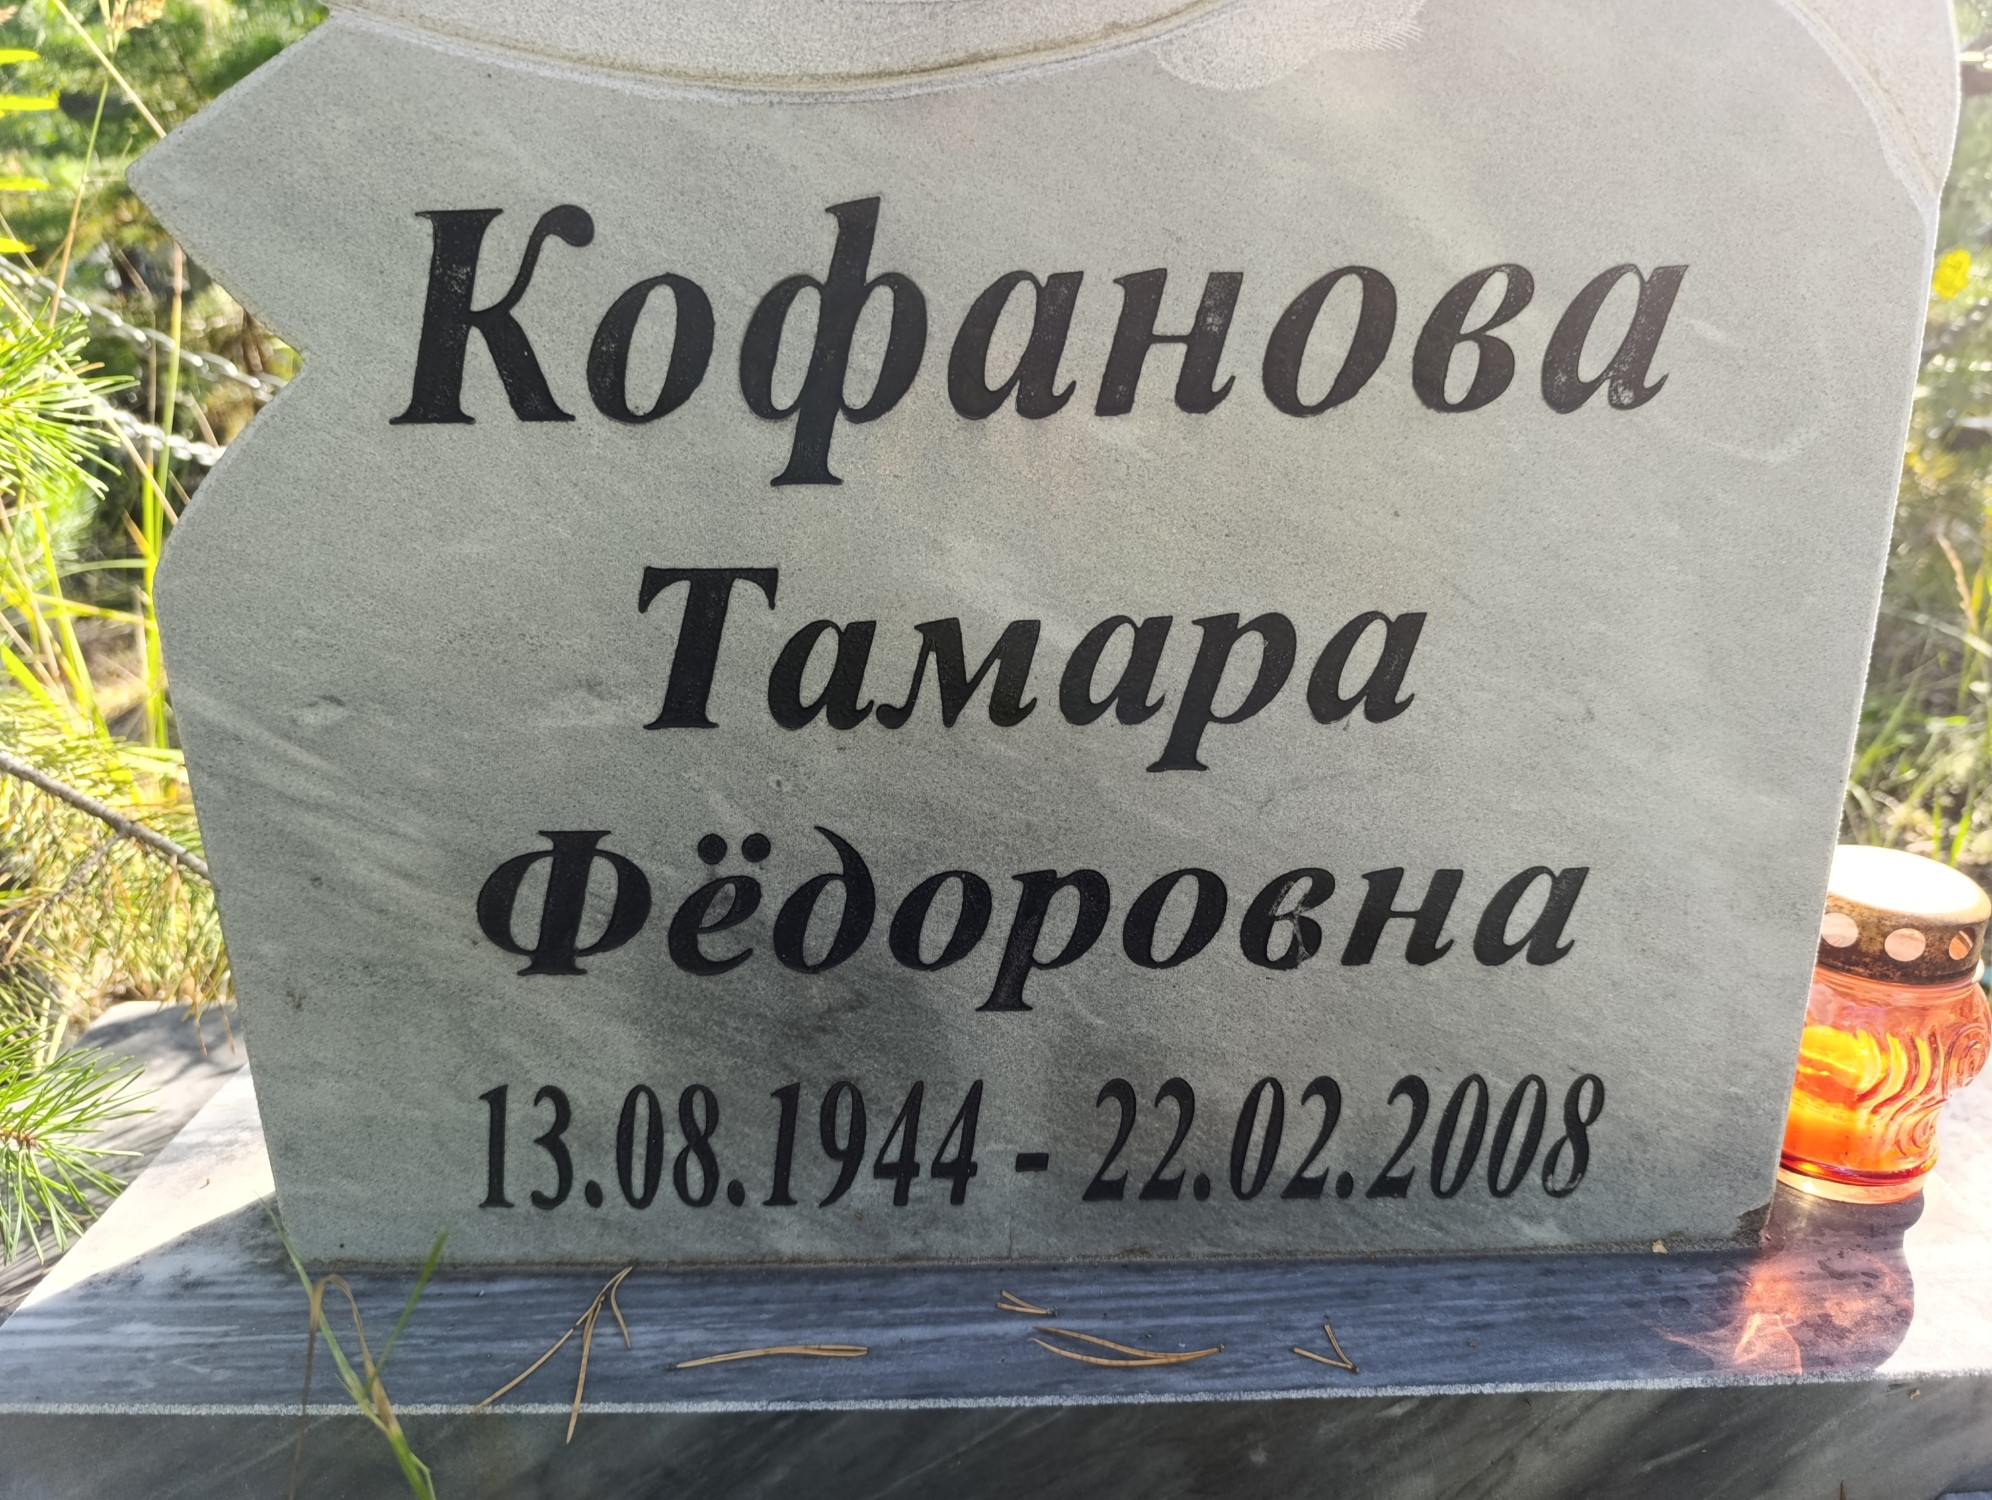 Кофанова
Тамара
Фёдоровна
13.08.1944 - 22.02.2008